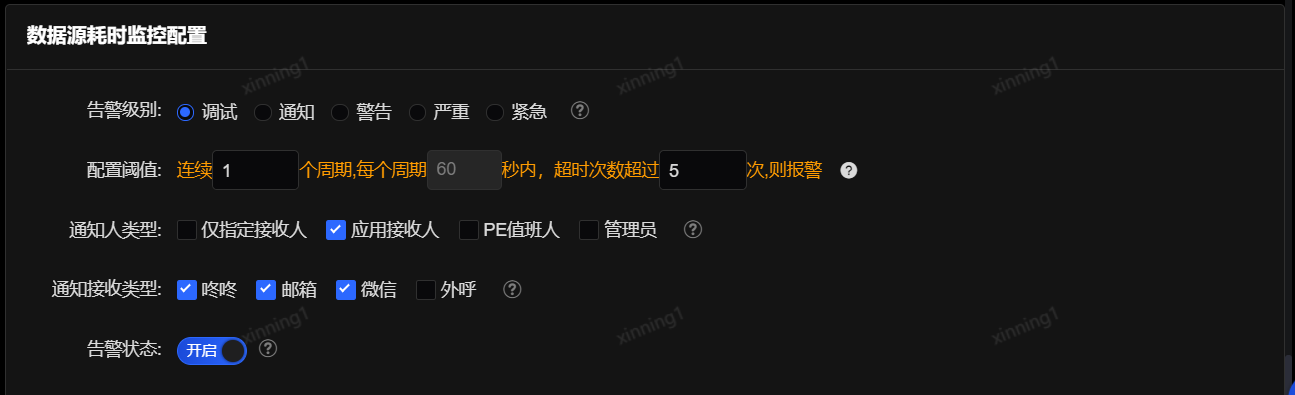 数据源耗时监控配置
xinning1 xinning1 xinning1
告警级别: 调试 通知 警告 严重 紧急 ?
配置阈值: 连续 1 个周期,每个周期 60 秒内，超时次数超过 5 次,则报警 ?
通知人类型: 仅指定接收人 应用接收人 PE值班人 管理员 ?
通知接收类型: 咚咚 邮箱 微信 外呼 ?
xinning1 xinning1 xinning1
告警状态: 开启 ?